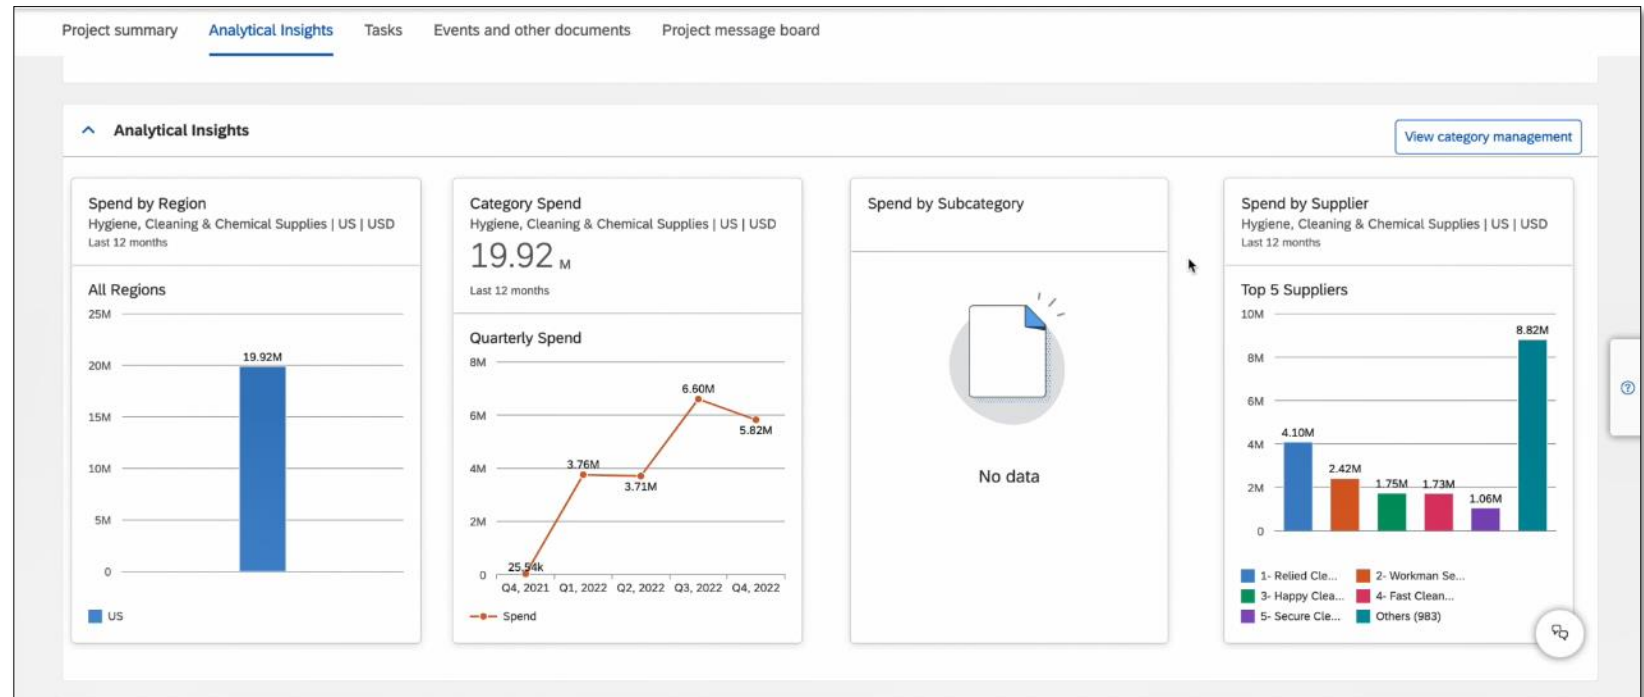 Project summary Analytical Insights Tasks Events and other documents Project message board
Analytical Insights
View category management
Spend by Region
Hygiene, Cleaning & Chemical Supplies | US | USD
Last 12 months
All Regions
25M
20M
15M
10M
5M
0
19.92M
US
Category Spend
Hygiene, Cleaning & Chemical Supplies | US | USD
19.92 M
Last 12 months
Quarterly Spend
8M
6M
4M
2M
0
25.54k
3.76M
3.71M
6.60M
5.82M
Q4, 2021 Q1, 2022 Q2, 2022 Q3, 2022 Q4, 2022
Spend
Spend by Subcategory
No data
Spend by Supplier
Hygiene, Cleaning & Chemical Supplies | US | USD
Last 12 months
Top 5 Suppliers
10M
8M
6M
4M
2M
0
4.10M
2.42M
1.75M
1.73M
1.06M
8.82M
1- Relied Cle... 2- Workman Se...
3- Happy Clea... 4- Fast Clean...
5- Secure Cle... Others (983)